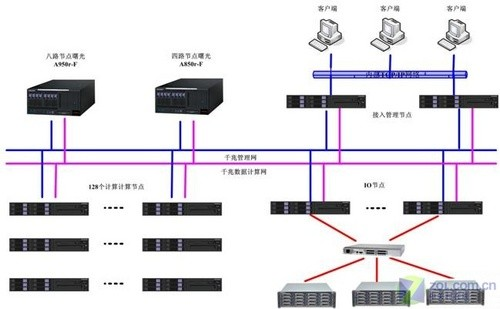 客户端
客户端
客户端
八路节点曙光
A950r-F
四路节点曙光
A850r-F
接入管理节点
千兆管理网
千兆数据计算网
128个计算计算节点
IO节点
zol.com.cn